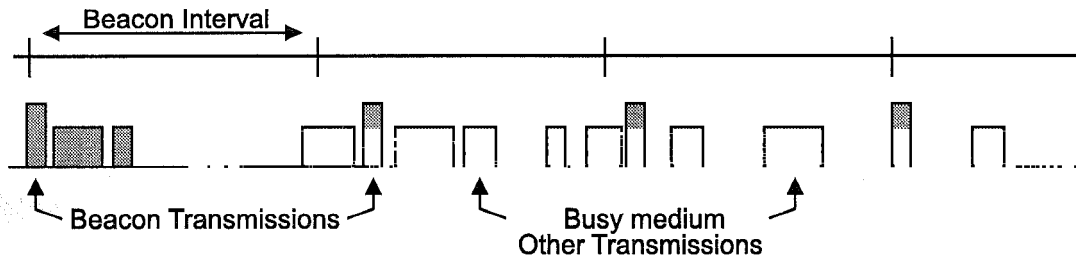 Beacon Interval
Beacon Transmissions
Busy medium
Other Transmissions